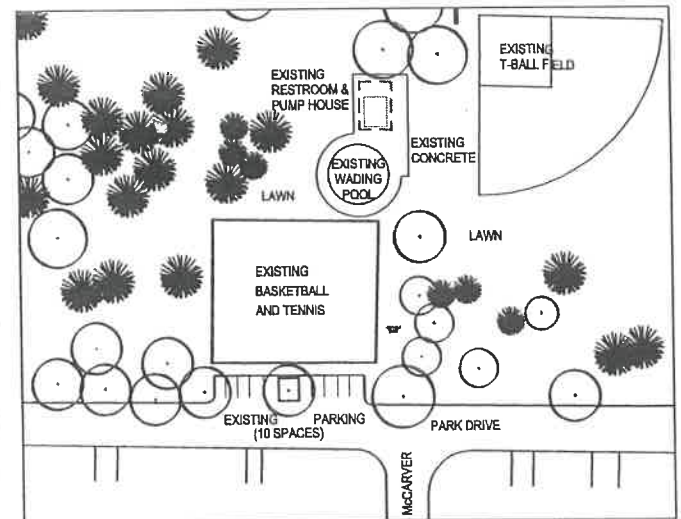 EXISTING
T-BALL FIELD
EXISTING
RESTROOM &
PUMP HOUSE
EXISTING
CONCRETE
EXISTING
WADING
POOL
LAWN
LAWN
EXISTING
BASKETBALL
AND TENNIS
EXISTING PARKING
(10 SPACES)
PARK DRIVE
McCARVER